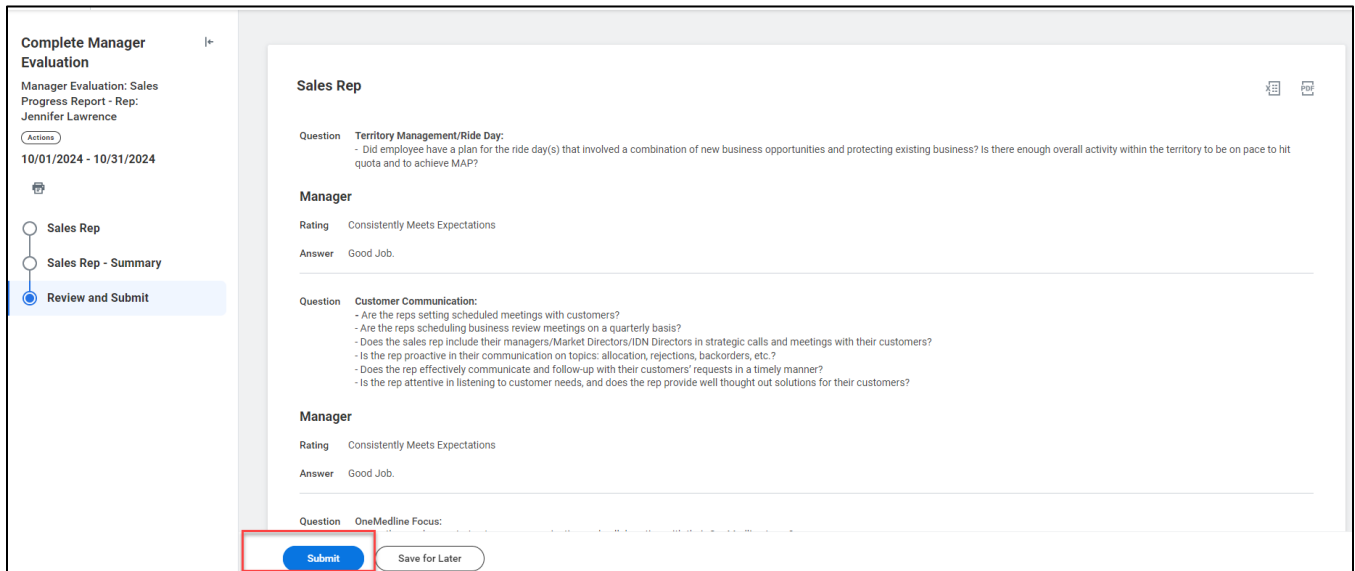 Complete Manager
Evaluation
Manager Evaluation: Sales
Progress Report - Rep:
Jennifer Lawrence
Actions
10/01/2024 - 10/31/2024
Sales Rep
Sales Rep - Summary
Review and Submit
Sales Rep
X
PDF
Question Territory Management/Ride Day:
- Did employee have a plan for the ride day(s) that involved a combination of new business opportunities and protecting existing business? Is there enough overall activity within the territory to be on pace to hit
quota and to achieve MAP?
Manager
Rating Consistently Meets Expectations
Answer Good Job.
Question Customer Communication:
- Are the reps setting scheduled meetings with customers?
- Are the reps scheduling business review meetings on a quarterly basis?
- Does the sales rep include their managers/Market Directors/IDN Directors in strategic calls and meetings with their customers?
- Is the rep proactive in their communication on topics: allocation, rejections, backorders, etc.?
- Does the rep effectively communicate and follow-up with their customers' requests in a timely manner?
- Is the rep attentive in listening to customer needs, and does the rep provide well thought out solutions for their customers?
Manager
Rating Consistently Meets Expectations
Answer Good Job.
Question OneMedline Focus:
Submit
Save for Later